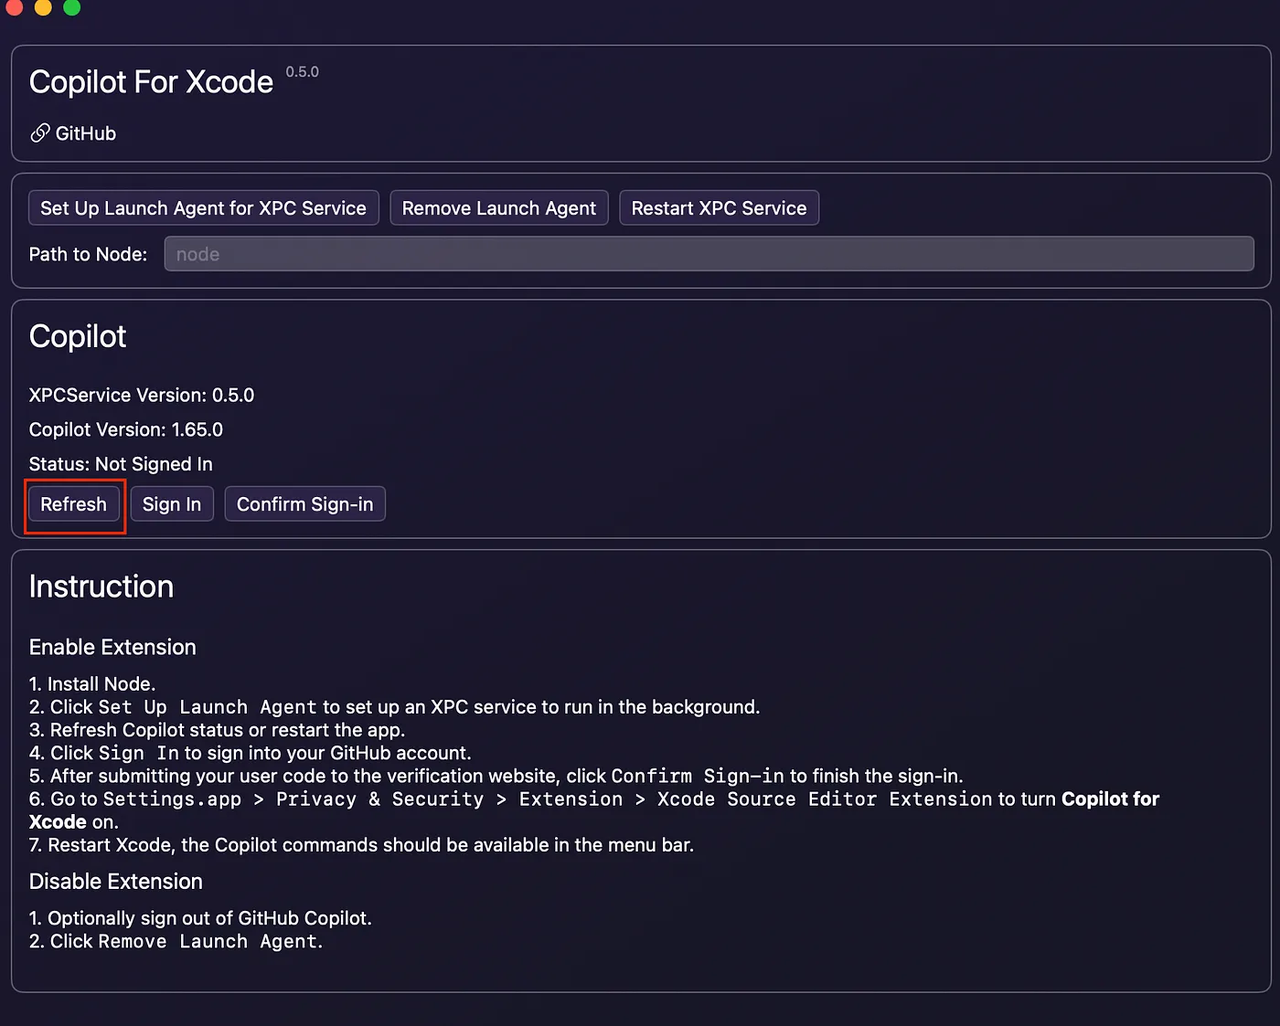 Copilot For Xcode 0.5.0
GitHub
Set Up Launch Agent for XPC Service Remove Launch Agent Restart XPC Service
Path to Node: node
Copilot
XPCService Version: 0.5.0
Copilot Version: 1.65.0
Status: Not Signed In
Refresh Sign In Confirm Sign-in
Instruction
Enable Extension
1. Install Node.
2. Click Set Up Launch Agent to set up an XPC service to run in the background.
3. Refresh Copilot status or restart the app.
4. Click Sign In to sign into your GitHub account.
5. After submitting your user code to the verification website, click Confirm Sign-in to finish the sign-in.
6. Go to Settings.app > Privacy & Security > Extension > Xcode Source Editor Extension to turn Copilot for
Xcode on.
7. Restart Xcode, the Copilot commands should be available in the menu bar.
Disable Extension
1. Optionally sign out of GitHub Copilot.
2. Click Remove Launch Agent.